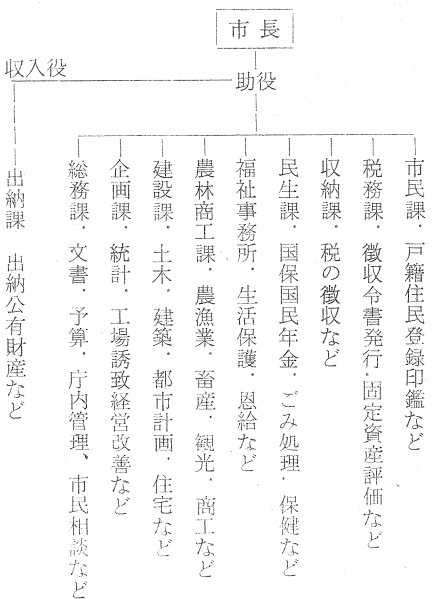 市長
収入役
助役
市民課．戸籍住民登録印鑑など
税務課．徴収令書発行．固定資産評価など
収納課．税の徴収など
民生課．国保国民年金．ごみ処理．保健など
福祉事務所．生活保護．恩給など
農林商工課．農漁業．畜産．観光．商工など
建設課．土木．建築．都市計画．住宅など
企画課．統計．工場誘致経営改善など
総務課．文書．予算．庁内管理、市民相談など
出納課　出納公有財産など